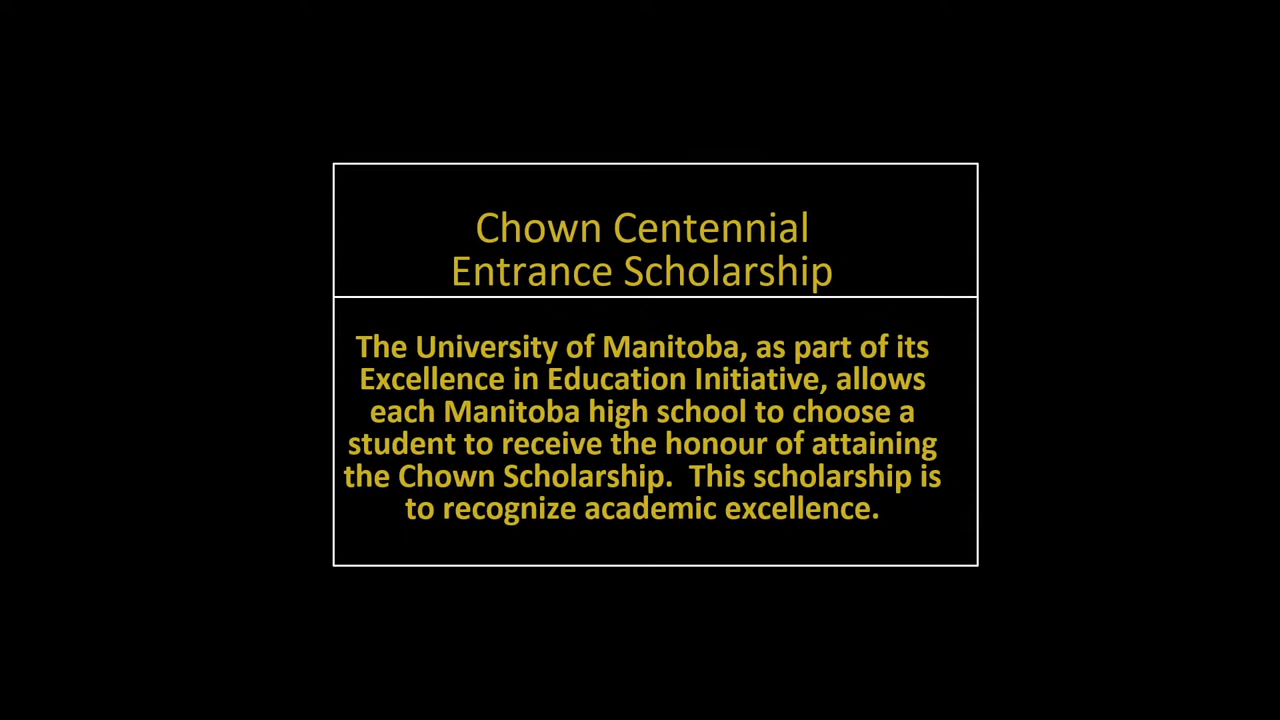 Chown Centennial
Entrance Scholarship
The University of Manitoba, as part of its
Excellence in Education Initiative, allows
each Manitoba high school to choose a
student to receive the honour of attaining
the Chown Scholarship.  This scholarship is
to recognize academic excellence.